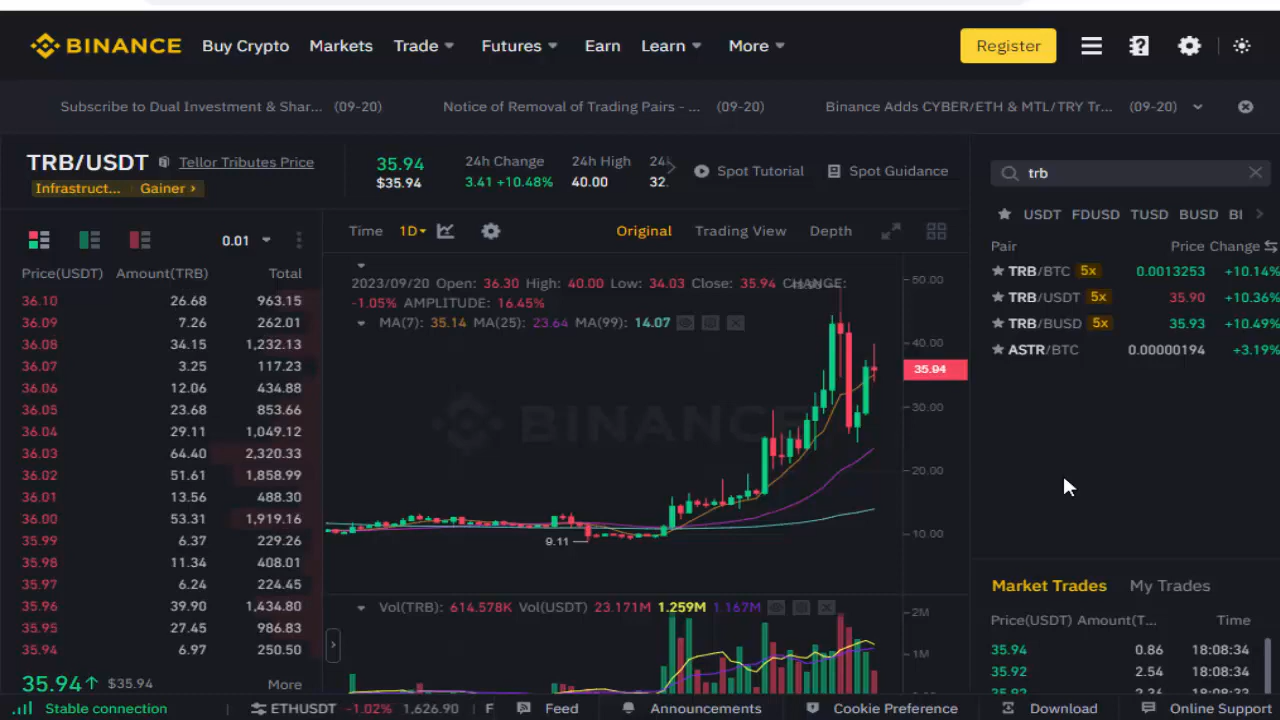 BINANCE Buy Crypto Markets Trade Futures Earn Learn More Register
Subscribe to Dual Investment & Shar... (09-20) Notice of Removal of Trading Pairs - ... (09-20) Binance Adds CYBER/ETH & MTL/TRY Tr... (09-20)
TRB/USDT Tellor Tributes Price
Infrastruct... Gainer
35.94
$35.94
24h Change
3.41 +10.48%
24h High
40.00
24
32.
Spot Tutorial Spot Guidance
0.01
Price(USDT) Amount(TRB) Total
36.10 26.68 963.15
36.09 7.26 262.01
36.08 34.15 1,232.13
36.07 3.25 117.23
36.06 12.06 434.88
36.05 23.68 853.66
36.04 29.11 1,049.12
36.03 64.40 2,320.33
36.02 51.61 1,858.99
36.01 13.56 488.30
36.00 53.31 1,919.16
35.99 6.37 229.26
35.98 11.34 408.01
35.97 6.24 224.45
35.96 39.90 1,434.80
35.95 27.45 986.83
35.94 6.97 250.50
35.94↑ $35.94 More
Time 1D Original Trading View Depth
2023/09/20 Open: 36.30 High: 40.00 Low: 34.03 Close: 35.94 CHANGE:
-1.05% AMPLITUDE: 16.45%
MA(7): 35.14 MA(25): 23.64 MA(99): 14.07
50.00
40.00
35.94
30.00
BINANCE
20.00
10.00
9.11
Vol(TRB): 614.578K Vol(USDT) 23.171M 1.259M 1.167M
2M
1M
trb
USDT FDUSD TUSD BUSD BI
Pair Price Change
TRB/BTC 5x 0.0013253 +10.14%
TRB/USDT 5x 35.90 +10.36%
TRB/BUSD 5x 35.93 +10.49%
ASTR/BTC 0.00000194 +3.19%
Market Trades My Trades
Price(USDT) Amount(T... Time
35.94 0.86 18:08:34
35.92 2.54 18:08:34
Stable connection ETHUSDT -1.02% 1,626.90 F Feed Announcements Cookie Preference Download Online Support